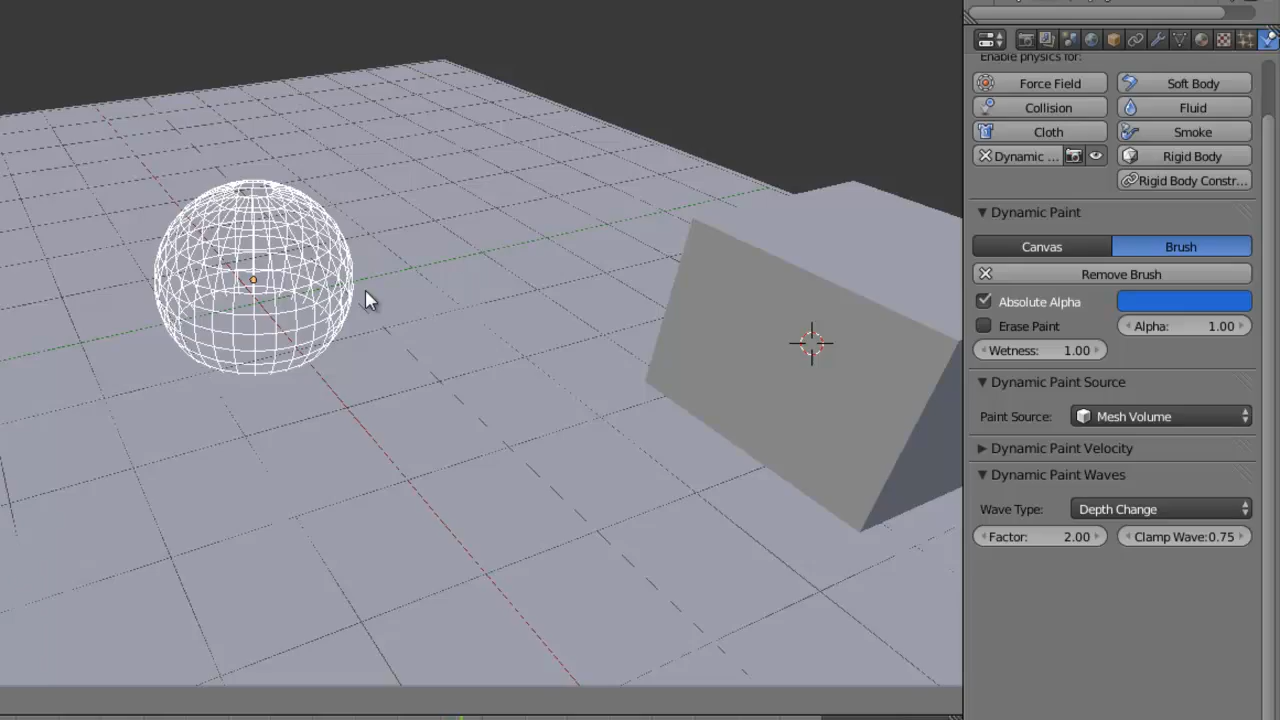 Enable physics for:
Force Field
Soft Body
Collision
Fluid
Cloth
Smoke
Dynamic ...
Rigid Body
Rigid Body Constr...
Dynamic Paint
Canvas
Brush
Remove Brush
Absolute Alpha
Erase Paint
Alpha: 1.00
Wetness: 1.00
Dynamic Paint Source
Paint Source:
Mesh Volume
Dynamic Paint Velocity
Dynamic Paint Waves
Wave Type:
Depth Change
Factor: 2.00
Clamp Wave:0.75